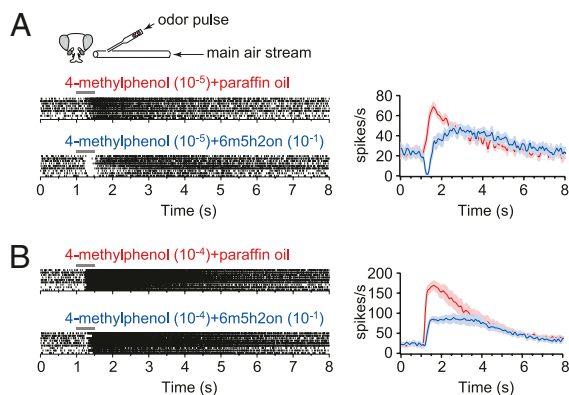 A
odor pulse
main air stream
4-methylphenol (10⁻⁵)+paraffin oil
4-methylphenol (10⁻⁵)+6m5h2on (10⁻¹)
0 1 2 3 4 5 6 7 8
Time (s)
spikes/s
80
60
40
20
0
0 2 4 6 8
Time (s)
B
4-methylphenol (10⁻⁴)+paraffin oil
4-methylphenol (10⁻⁴)+6m5h2on (10⁻¹)
0 1 2 3 4 5 6 7 8
Time (s)
spikes/s
200
150
100
50
0
0 2 4 6 8
Time (s)